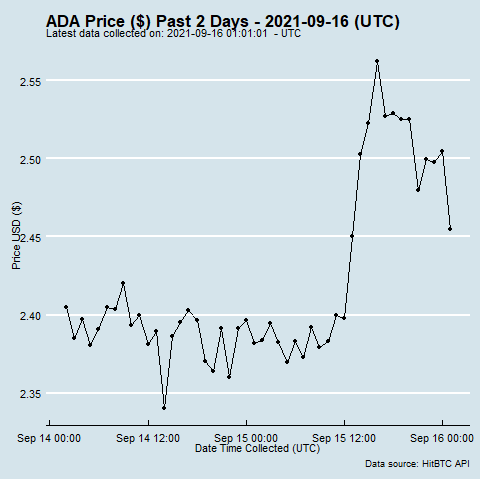 ADA Price ($) Past 2 Days - 2021-09-16 (UTC)
Latest data collected on: 2021-09-16 01:01:01 - UTC
2.55
2.50
2.45
2.40
2.35
Price USD ($)
Sep 14 00:00
Sep 14 12:00
Sep 15 00:00
Sep 15 12:00
Sep 16 00:00
Date Time Collected (UTC)
Data source: HitBTC API